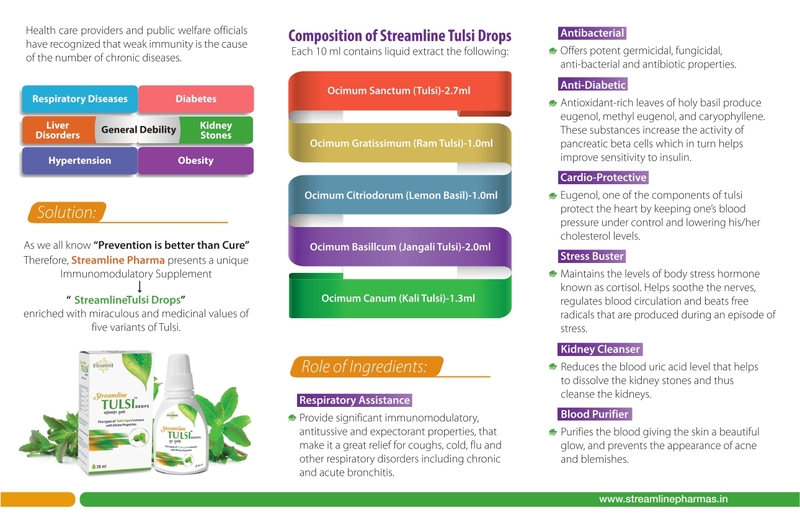 Health care providers and public welfare officials
have recognized that weak immunity is the cause
of the number of chronic diseases.
Respiratory Diseases
Diabetes
Liver
Disorders
General Debility
Kidney
Stones
Hypertension
Obesity
Solution:
As we all know “Prevention is better than Cure”
Therefore, Streamline Pharma presents a unique
Immunomodulatory Supplement
“ StreamlineTulsi Drops”
enriched with miraculous and medicinal values of
five variants of Tulsi.
Streamline
TULSI
DROPS
Five types of Tulsi Liquid extracts
with Divine Properties
20 ml
Streamline
TULSI
Composition of Streamline Tulsi Drops
Each 10 ml contains liquid extract the following:
Ocimum Sanctum (Tulsi)-2.7ml
Ocimum Gratissimum (Ram Tulsi)-1.0ml
Ocimum Citriodorum (Lemon Basil)-1.0ml
Ocimum Basillcum (Jangali Tulsi)-2.0ml
Ocimum Canum (Kali Tulsi)-1.3ml
Role of Ingredients:
Respiratory Assistance
Provide significant immunomodulatory,
antitussive and expectorant properties, that
make it a great relief for coughs, cold, flu and
other respiratory disorders including chronic
and acute bronchitis.
Antibacterial
Offers potent germicidal, fungicidal,
anti-bacterial and antibiotic properties.
Anti-Diabetic
Antioxidant-rich leaves of holy basil produce
eugenol, methyl eugenol, and caryophyllene.
These substances increase the activity of
pancreatic beta cells which in turn helps
improve sensitivity to insulin.
Cardio-Protective
Eugenol, one of the components of tulsi
protect the heart by keeping one’s blood
pressure under control and lowering his/her
cholesterol levels.
Stress Buster
Maintains the levels of body stress hormone
known as cortisol. Helps soothe the nerves,
regulates blood circulation and beats free
radicals that are produced during an episode of
stress.
Kidney Cleanser
Reduces the blood uric acid level that helps
to dissolve the kidney stones and thus
cleanse the kidneys.
Blood Purifier
Purifies the blood giving the skin a beautiful
glow, and prevents the appearance of acne
and blemishes.
www.streamlinepharmas.in